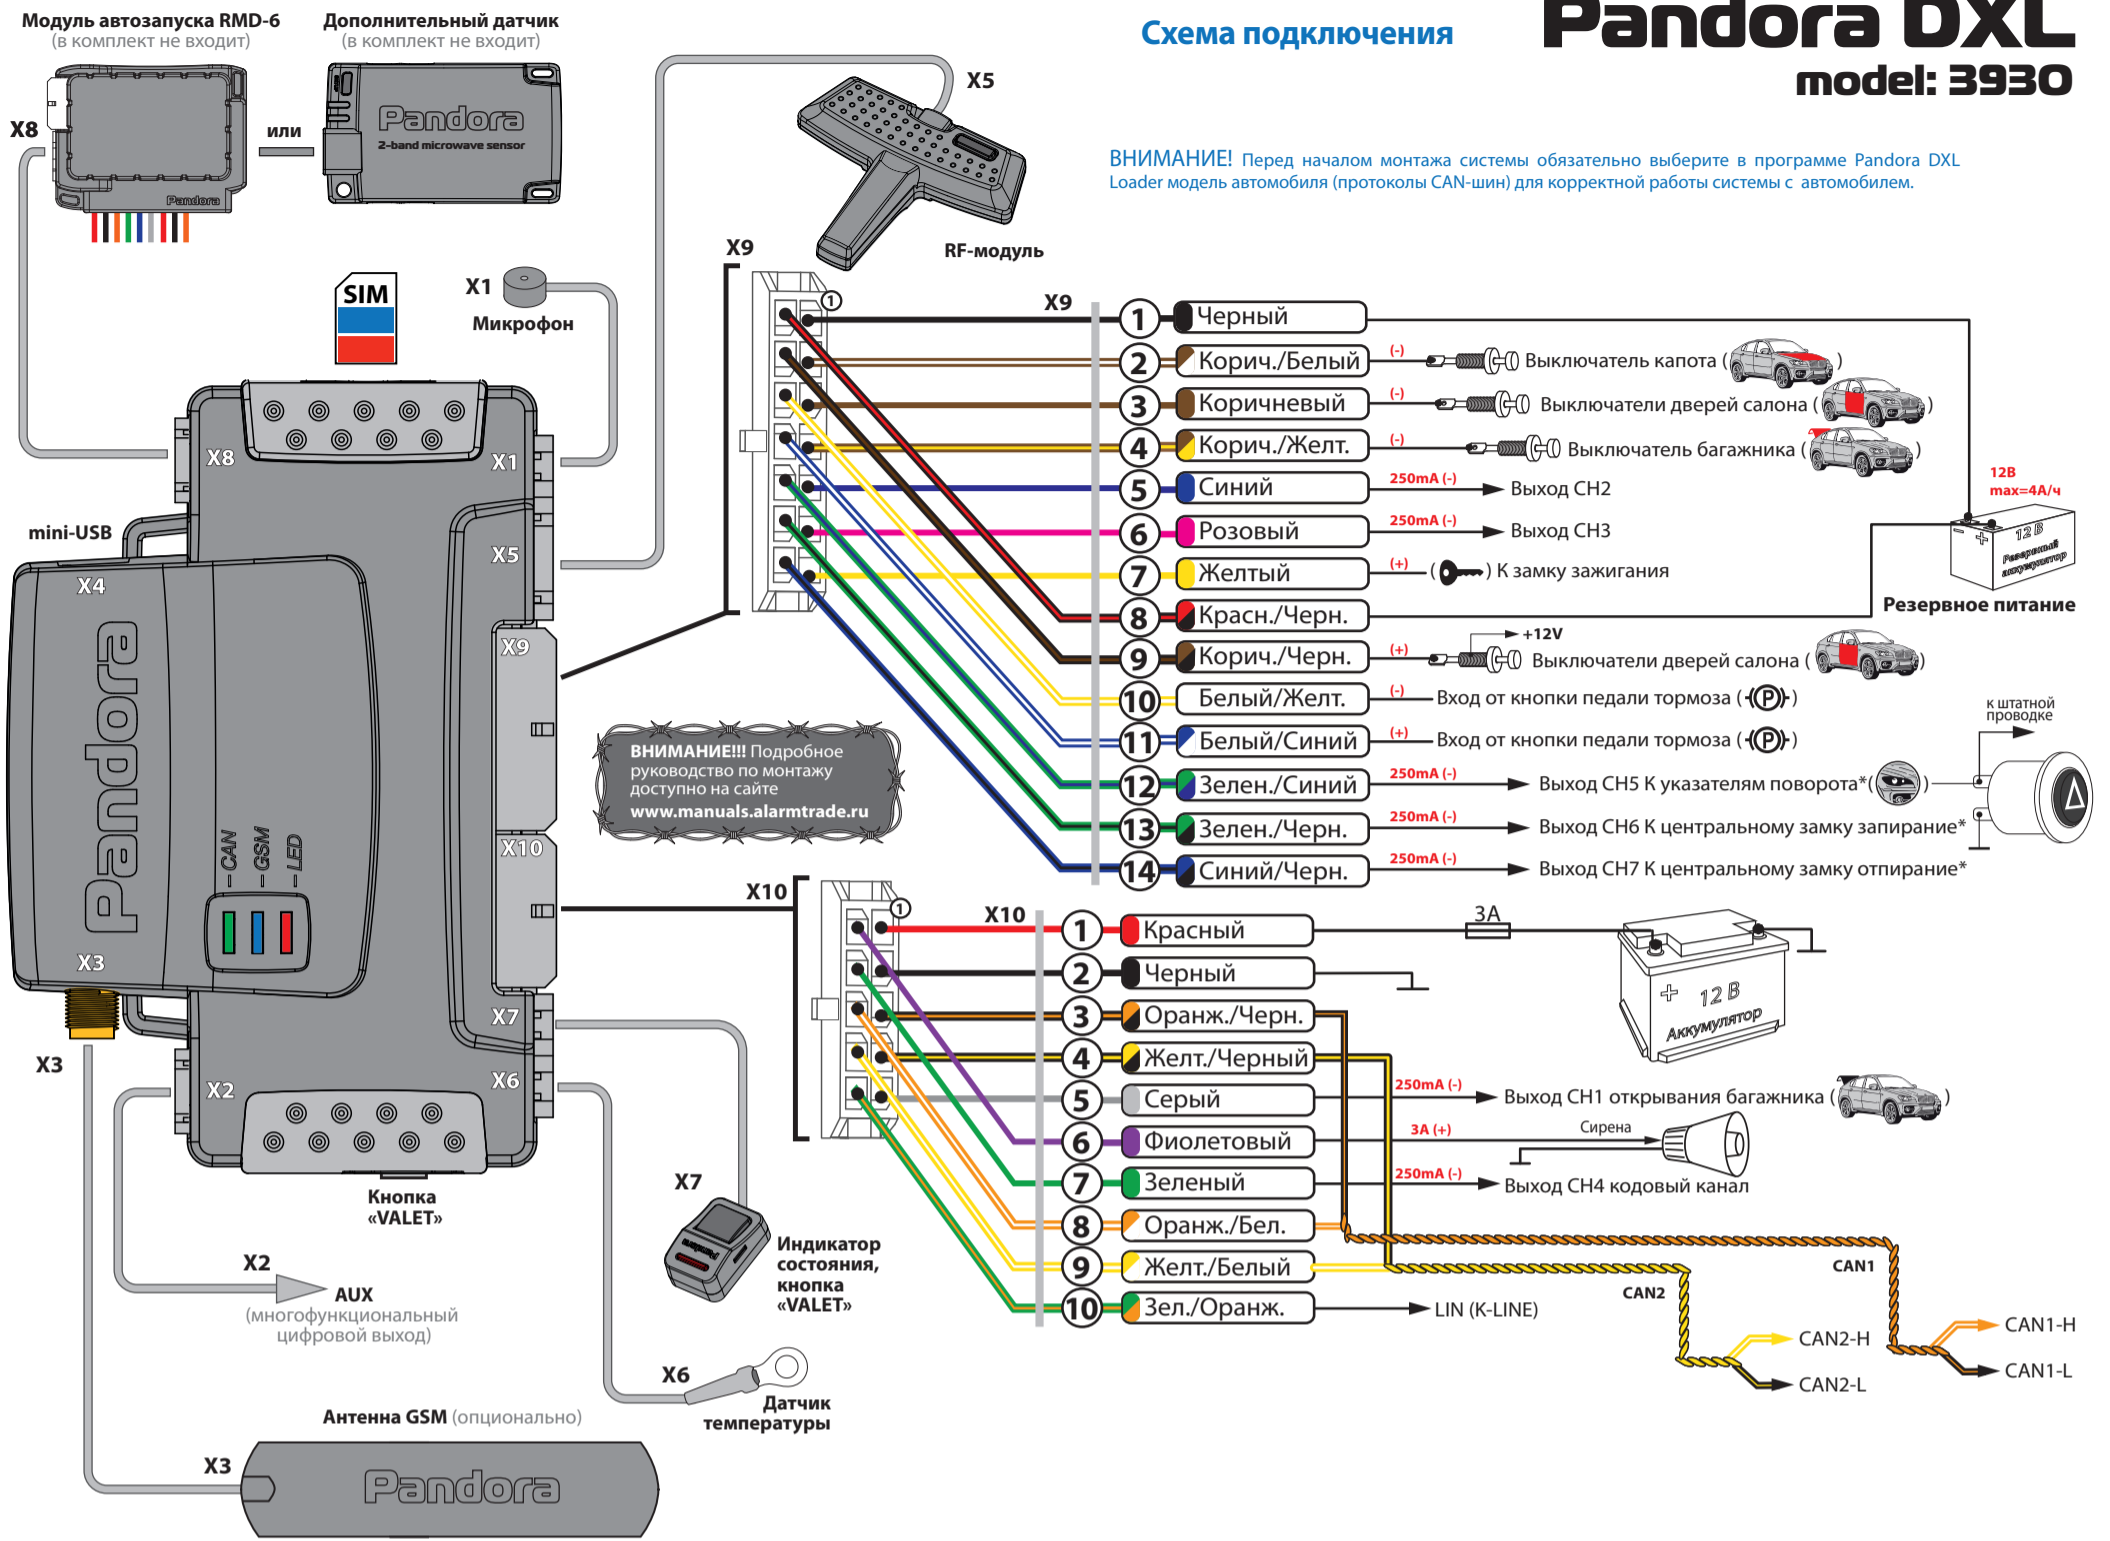 Модуль автозапуска RMD-6
(в комплект не входит)
Дополнительный датчик
(в комплект не входит)
Схема подключения
Pandora DXL
model: 3930
ВНИМАНИЕ! Перед началом монтажа системы обязательно выберите в программе Pandora DXL
Loader модель автомобиля (протоколы CAN-шин) для корректной работы системы с автомобилем.
X8
или
Pandora
Pandora
2-band microwave sensor
X5
RF-модуль
SIM
X1
Микрофон
X8
X1
mini-USB
X5
X4
X9
Pandora
CAN
GSM
LED
X10
X3
X7
X2
X6
X9
1
X9
1 Черный
2 Корич./Белый (-) Выключатель капота ( )
3 Коричневый (-) Выключатели дверей салона ( )
4 Корич./Желт. (-) Выключатель багажника ( )
5 Синий 250mA (-) Выход CH2
6 Розовый 250mA (-) Выход CH3
7 Желтый (+) ( ) К замку зажигания
8 Красн./Черн.
9 Корич./Черн. (+) +12V Выключатели дверей салона ( )
10 Белый/Желт. (-) Вход от кнопки педали тормоза (P)
11 Белый/Синий (+) Вход от кнопки педали тормоза (P)
12 Зелен./Синий 250mA (-) Выход CH5 К указателям поворота* ( )
13 Зелен./Черн. 250mA (-) Выход CH6 К центральному замку запирание*
14 Синий/Черн. 250mA (-) Выход CH7 К центральному замку отпирание*
12В
max=4А/ч
12 В
Резервный
аккумулятор
Резервное питание
к штатной
проводке
ВНИМАНИЕ!!! Подробное
руководство по монтажу
доступно на сайте
www.manuals.alarmtrade.ru
X10
1
X10
1 Красный 3А
2 Черный
3 Оранж./Черн.
4 Желт./Черный
5 Серый 250mA (-) Выход CH1 открывания багажника ( )
6 Фиолетовый 3А (+) Сирена
7 Зеленый 250mA (-) Выход CH4 кодовый канал
8 Оранж./Бел.
9 Желт./Белый
10 Зел./Оранж. LIN (K-LINE)
+ 12 В
Аккумулятор
CAN1
CAN2
CAN2-H
CAN2-L
CAN1-H
CAN1-L
X3
Кнопка
«VALET»
X2
AUX
(многофункциональный
цифровой выход)
X7
Pandora
Индикатор
состояния,
кнопка
«VALET»
X6
Датчик
температуры
Антенна GSM (опционально)
X3
Pandora